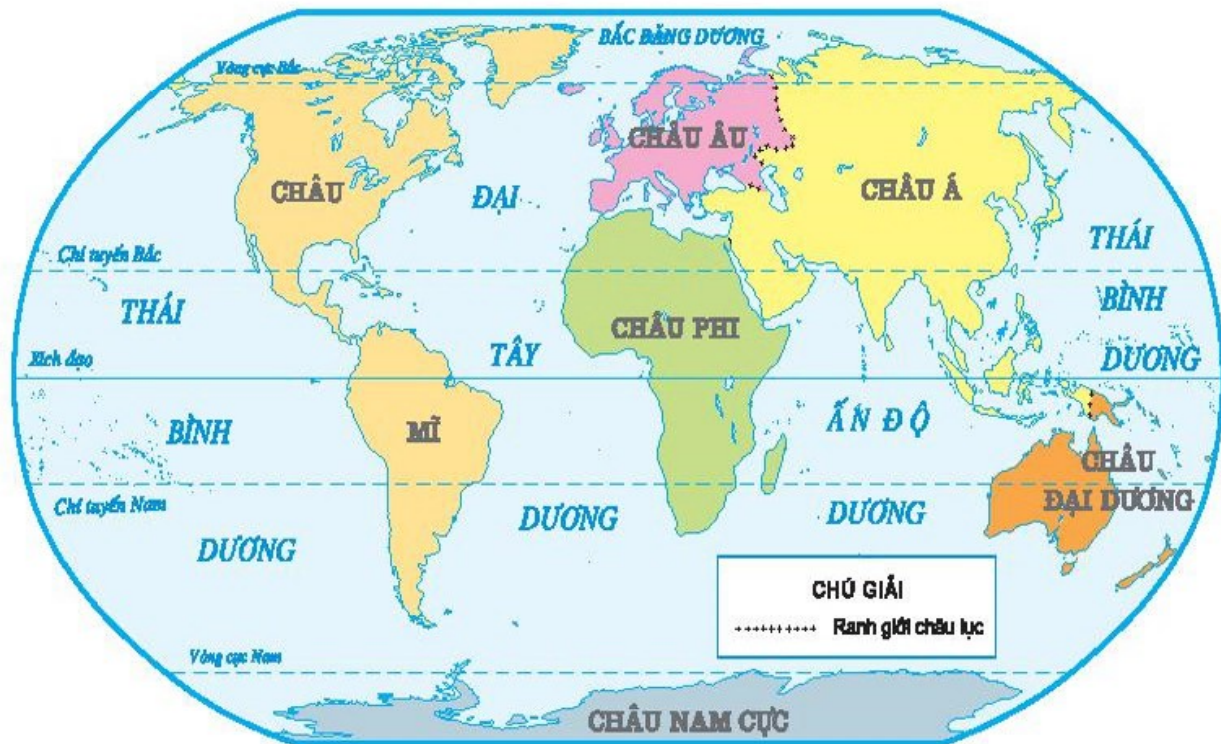 BẮC BĂNG DƯƠNG
Vòng cực Bắc
CHÂU ÂU
CHÂU
ĐẠI
CHÂU Á
THÁI
Chí tuyến Bắc
THÁI
BÌNH
CHÂU PHI
TÂY
DƯƠNG
Xích đạo
BÌNH
MĨ
ẤN ĐỘ
CHÂU
ĐẠI DƯƠNG
Chí tuyến Nam
DƯƠNG
DƯƠNG
DƯƠNG
CHÚ GIẢI
Ranh giới châu lục
Vòng cực Nam
CHÂU NAM CỰC